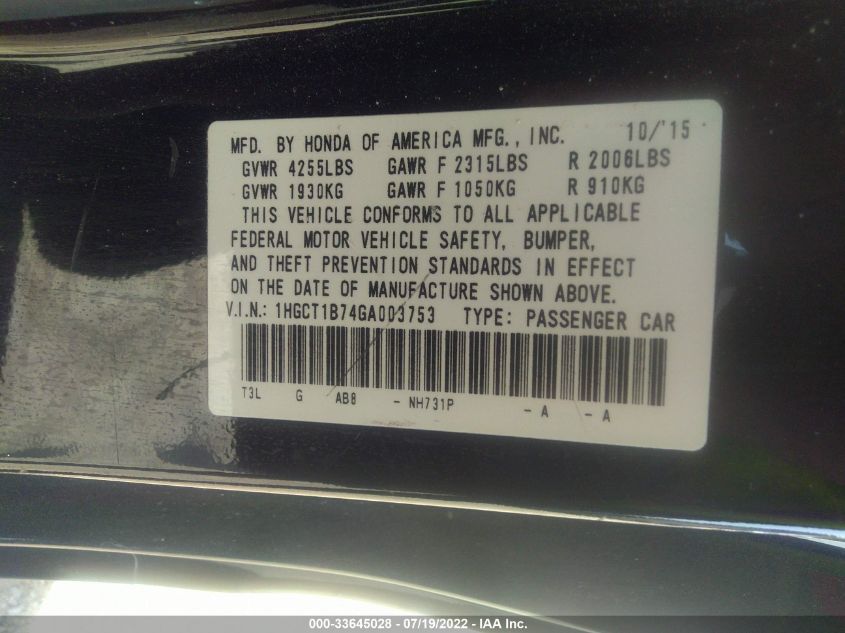 MFD. BY HONDA OF AMERICA MFG., INC. 10/'15
GVWR 4255LBS GAWR F 2315LBS R 2006LBS
GVWR 1930KG GAWR F 1050KG R 910KG
THIS VEHICLE CONFORMS TO ALL APPLICABLE
FEDERAL MOTOR VEHICLE SAFETY, BUMPER,
AND THEFT PREVENTION STANDARDS IN EFFECT
ON THE DATE OF MANUFACTURE SHOWN ABOVE.
V.I.N.: 1HGCT1B74GA003753 TYPE: PASSENGER CAR
T3L G AB8 - NH731P - A - A
000-33645028 - 07/19/2022 - IAA Inc.